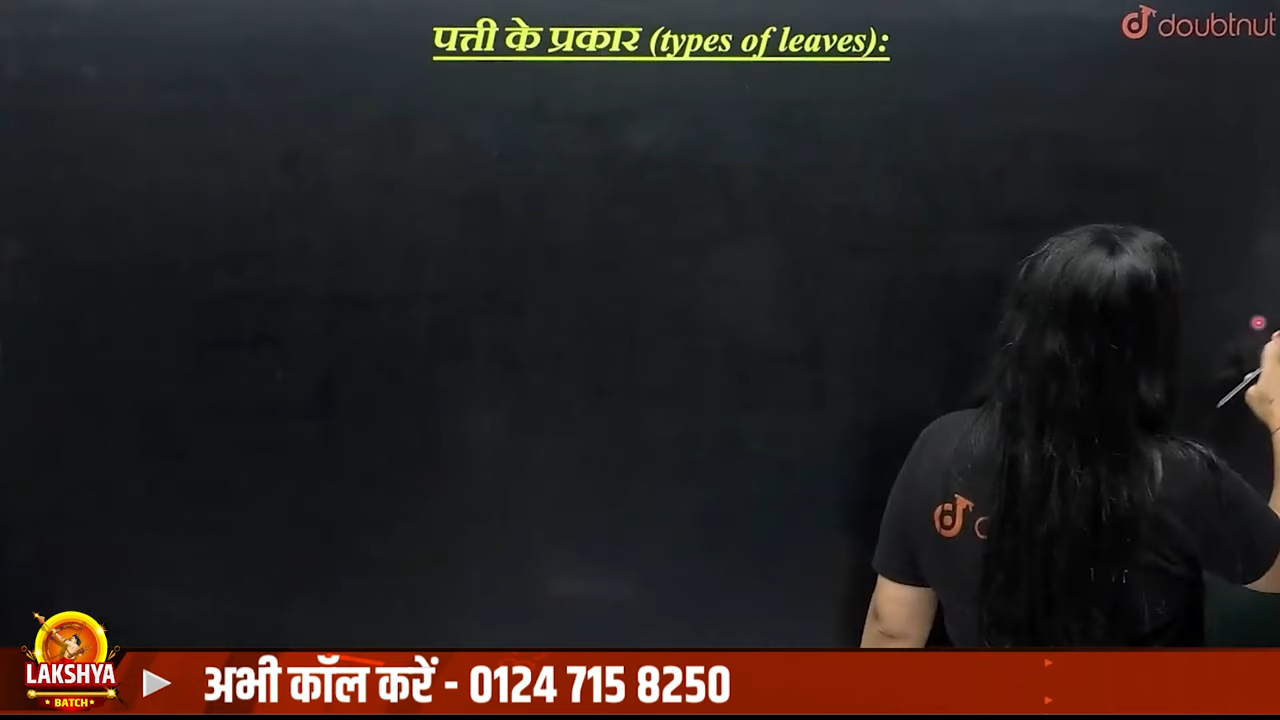 पत्ती के प्रकार (types of leaves):
doubtnut
LAKSHYA
BATCH
अभी कॉल करें - 0124 715 8250